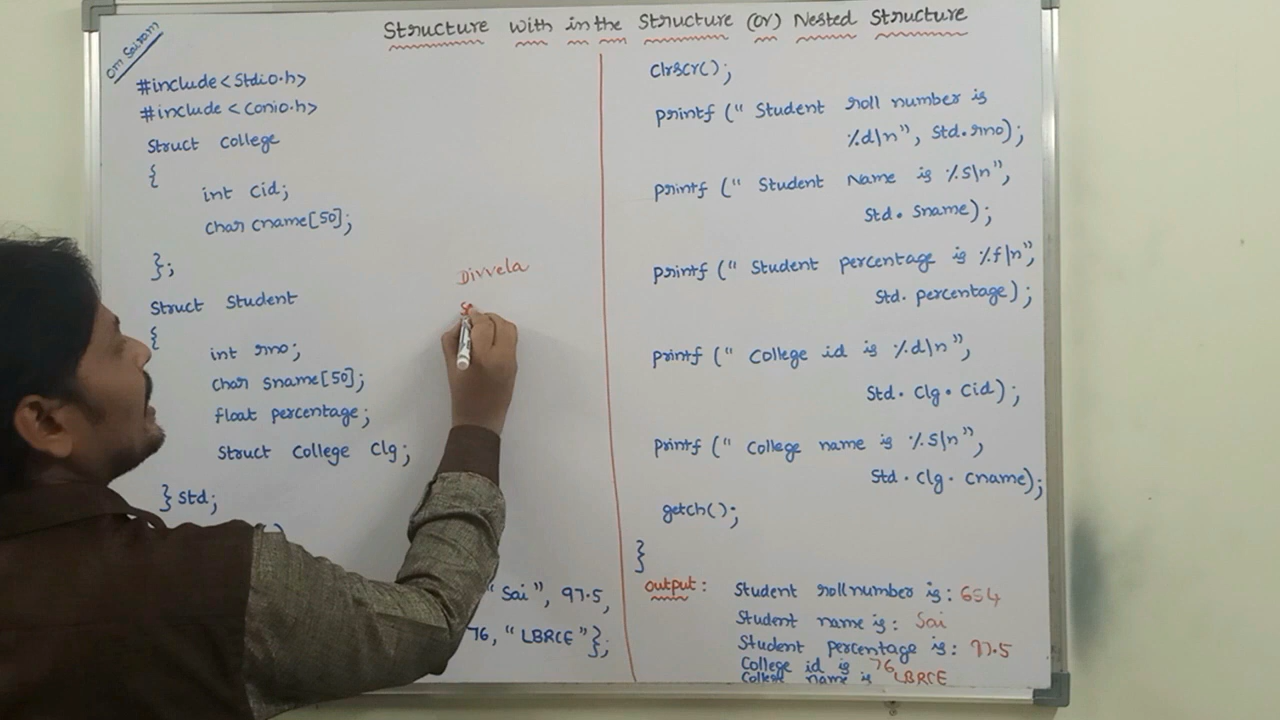 Structure with in the Structure (or) Nested Structure
Om Sairam
#include<Stdio.h>
#include <Conio.h>
Struct College
{
int Cid;
char cname[50];
};
Struct Student
{
int rno;
char Sname[50];
float percentage;
Struct College Clg;
} Std;
"Sai", 97.5,
76, "LBRCE"};
Divvela
S
Clrscr();
printf (" Student roll number is
%d\n", Std.rno);
printf (" Student Name is %s\n",
Std. Sname);
printf (" Student percentage is %f\n",
Std. percentage);
printf (" College id is %d\n",
Std. Clg. Cid);
printf (" College name is %s\n",
Std. Clg. Cname);
getch();
}
output: Student roll number is: 654
Student name is: Sai
Student percentage is: 97.5
College id is 76
College name is LBRCE